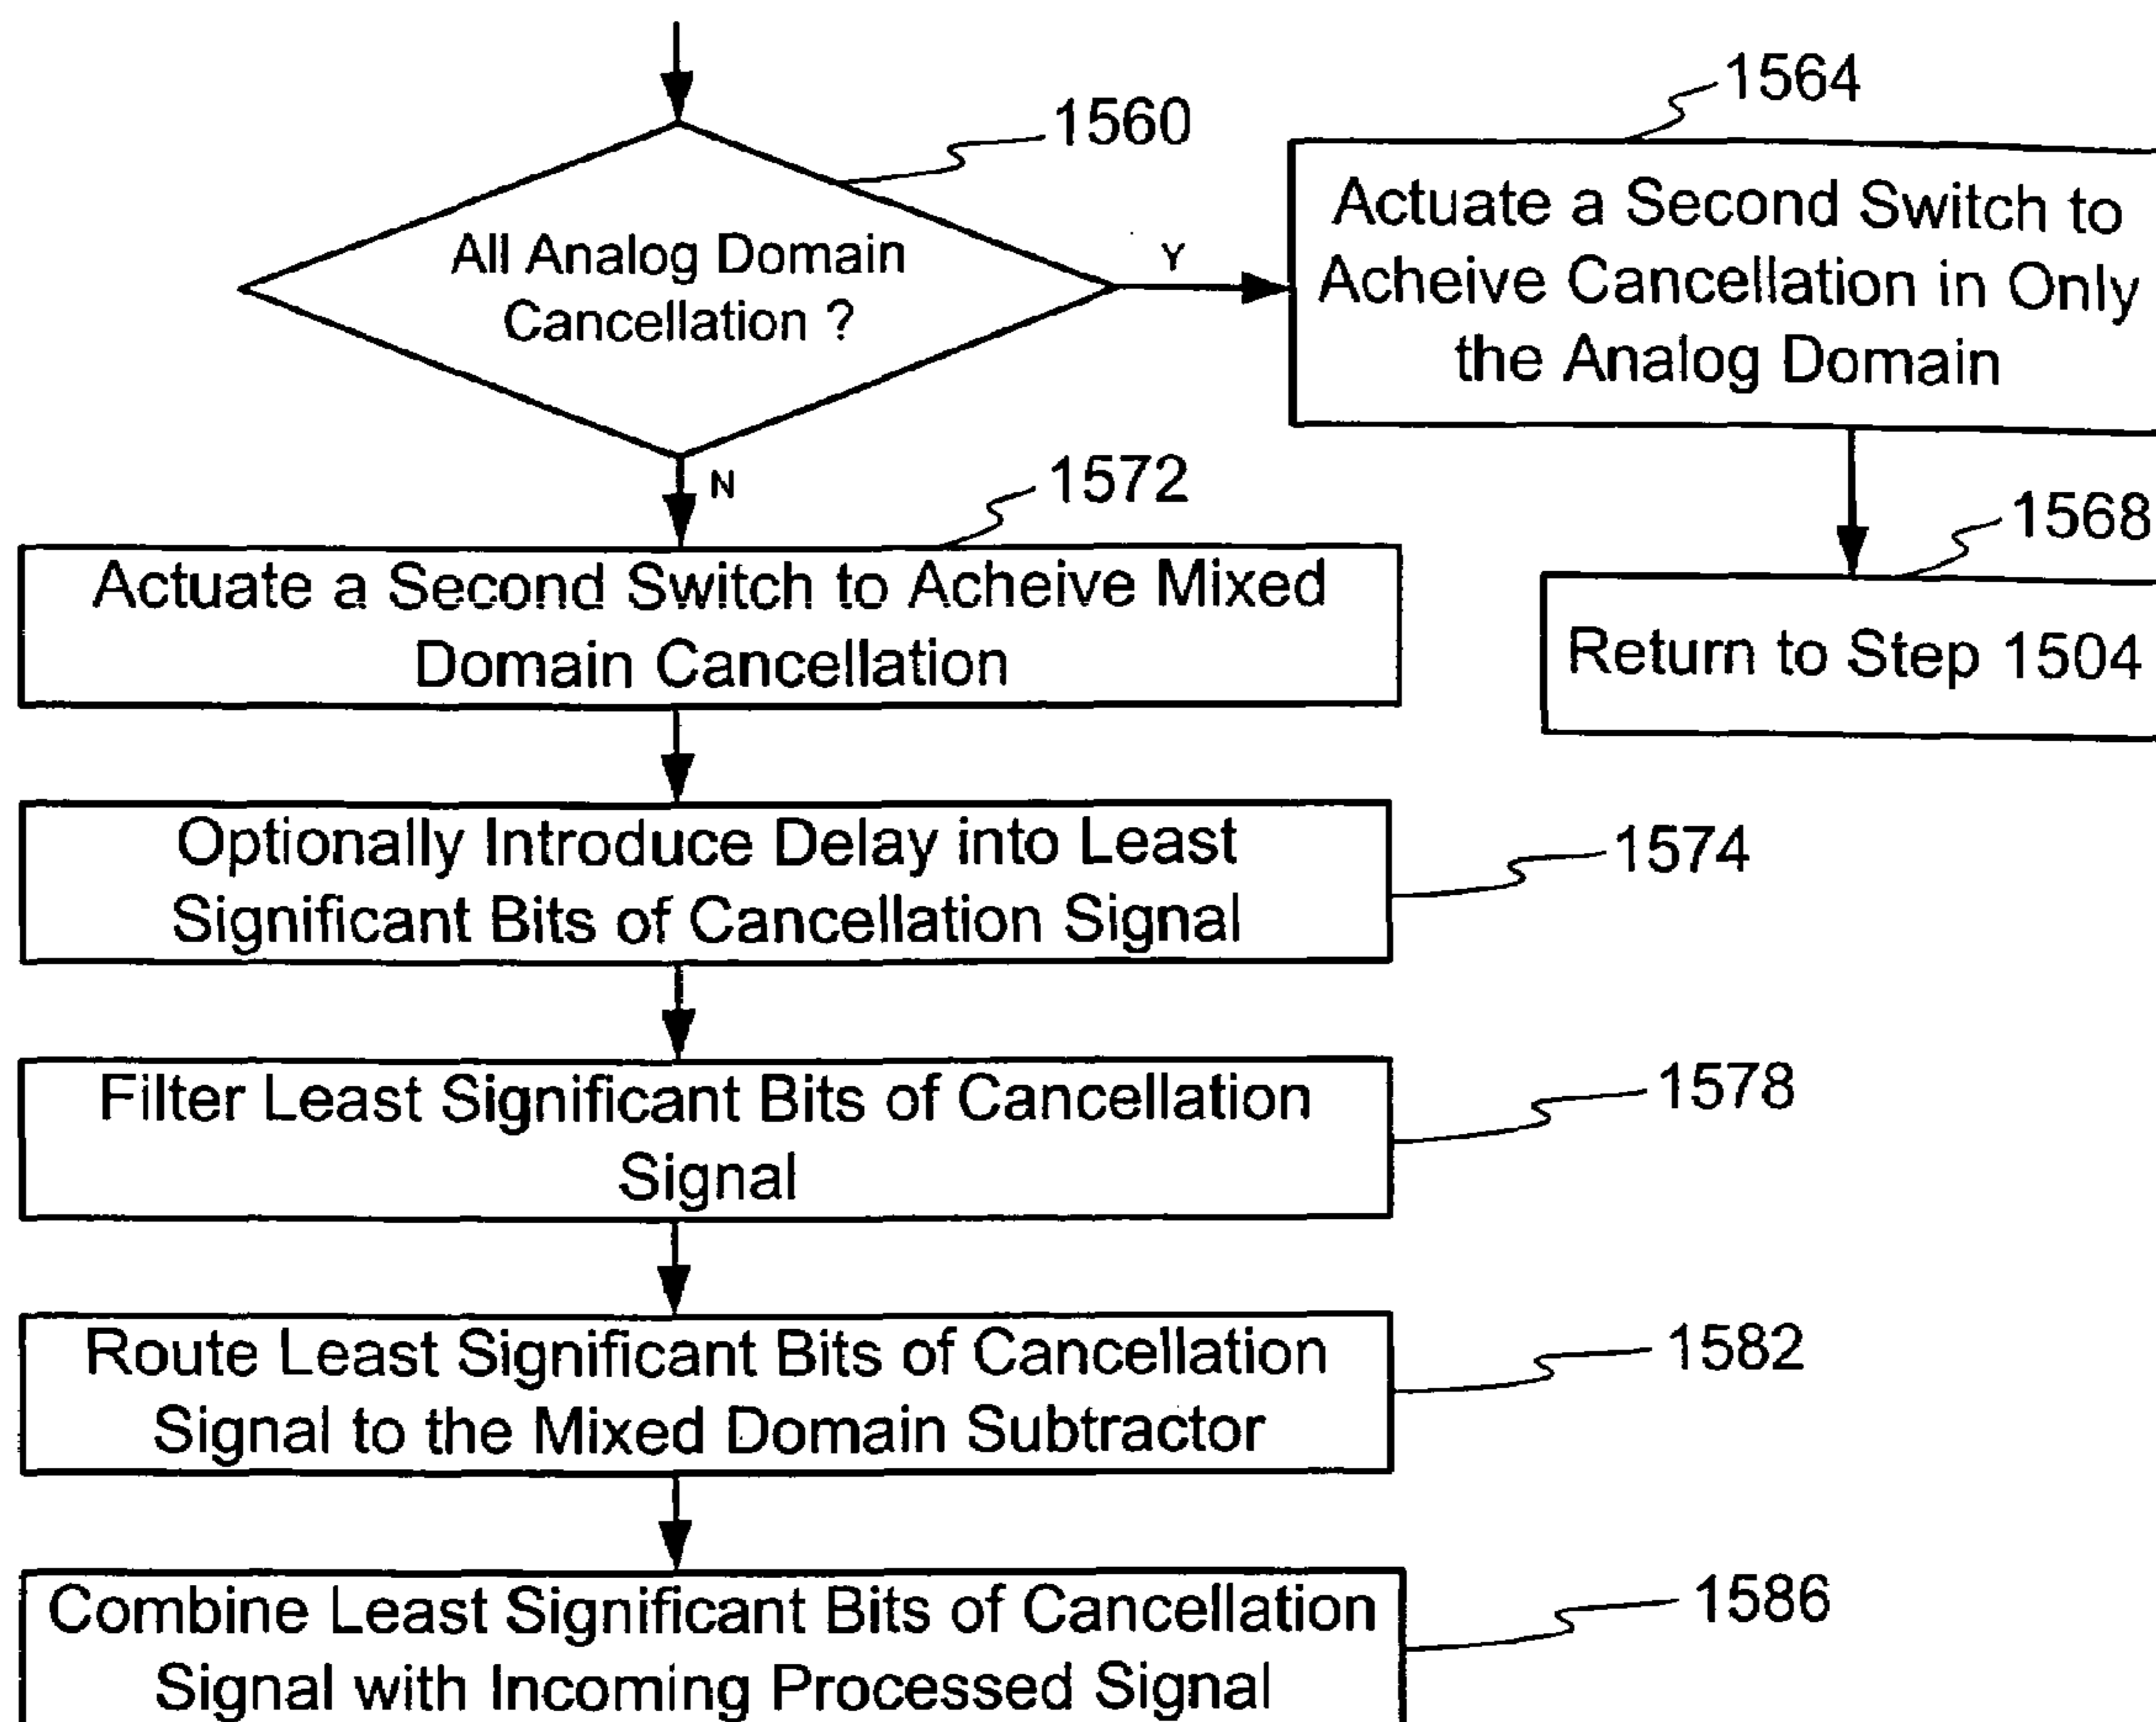 1560
All Analog Domain
Cancellation ?
Y
N
1564
Actuate a Second Switch to
Acheive Cancellation in Only
the Analog Domain
1568
Return to Step 1504
1572
Actuate a Second Switch to Acheive Mixed
Domain Cancellation
Optionally Introduce Delay into Least
Significant Bits of Cancellation Signal
1574
Filter Least Significant Bits of Cancellation
Signal
1578
Route Least Significant Bits of Cancellation
Signal to the Mixed Domain Subtractor
1582
Combine Least Significant Bits of Cancellation
Signal with Incoming Processed Signal
1586